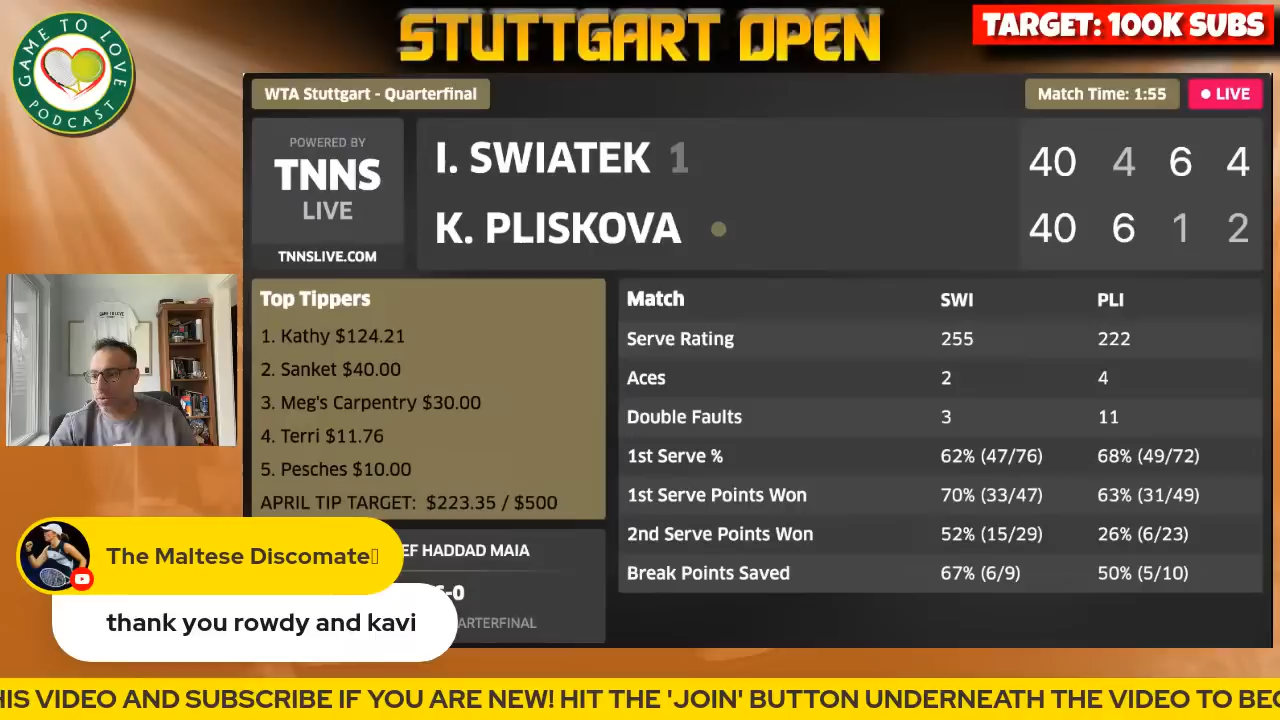 GAME TO LOVE
PODCAST
STUTTGART OPEN
TARGET: 100K SUBS
WTA Stuttgart - Quarterfinal
Match Time: 1:55
LIVE
POWERED BY
TNNS
LIVE
TNNSLIVE.COM
I. SWIATEK 1 40 4 6 4
K. PLISKOVA 40 6 1 2
Top Tippers
1. Kathy $124.21
2. Sanket $40.00
3. Meg's Carpentry $30.00
4. Terri $11.76
5. Pesches $10.00
APRIL TIP TARGET: $223.35 / $500
Match SWI PLI
Serve Rating 255 222
Aces 2 4
Double Faults 3 11
1st Serve % 62% (47/76) 68% (49/72)
1st Serve Points Won 70% (33/47) 63% (31/49)
2nd Serve Points Won 52% (15/29) 26% (6/23)
Break Points Saved 67% (6/9) 50% (5/10)
EF HADDAD MAIA
6-0
ARTERFINAL
The Maltese Discomate
thank you rowdy and kavi
HIS VIDEO AND SUBSCRIBE IF YOU ARE NEW! HIT THE 'JOIN' BUTTON UNDERNEATH THE VIDEO TO BEC